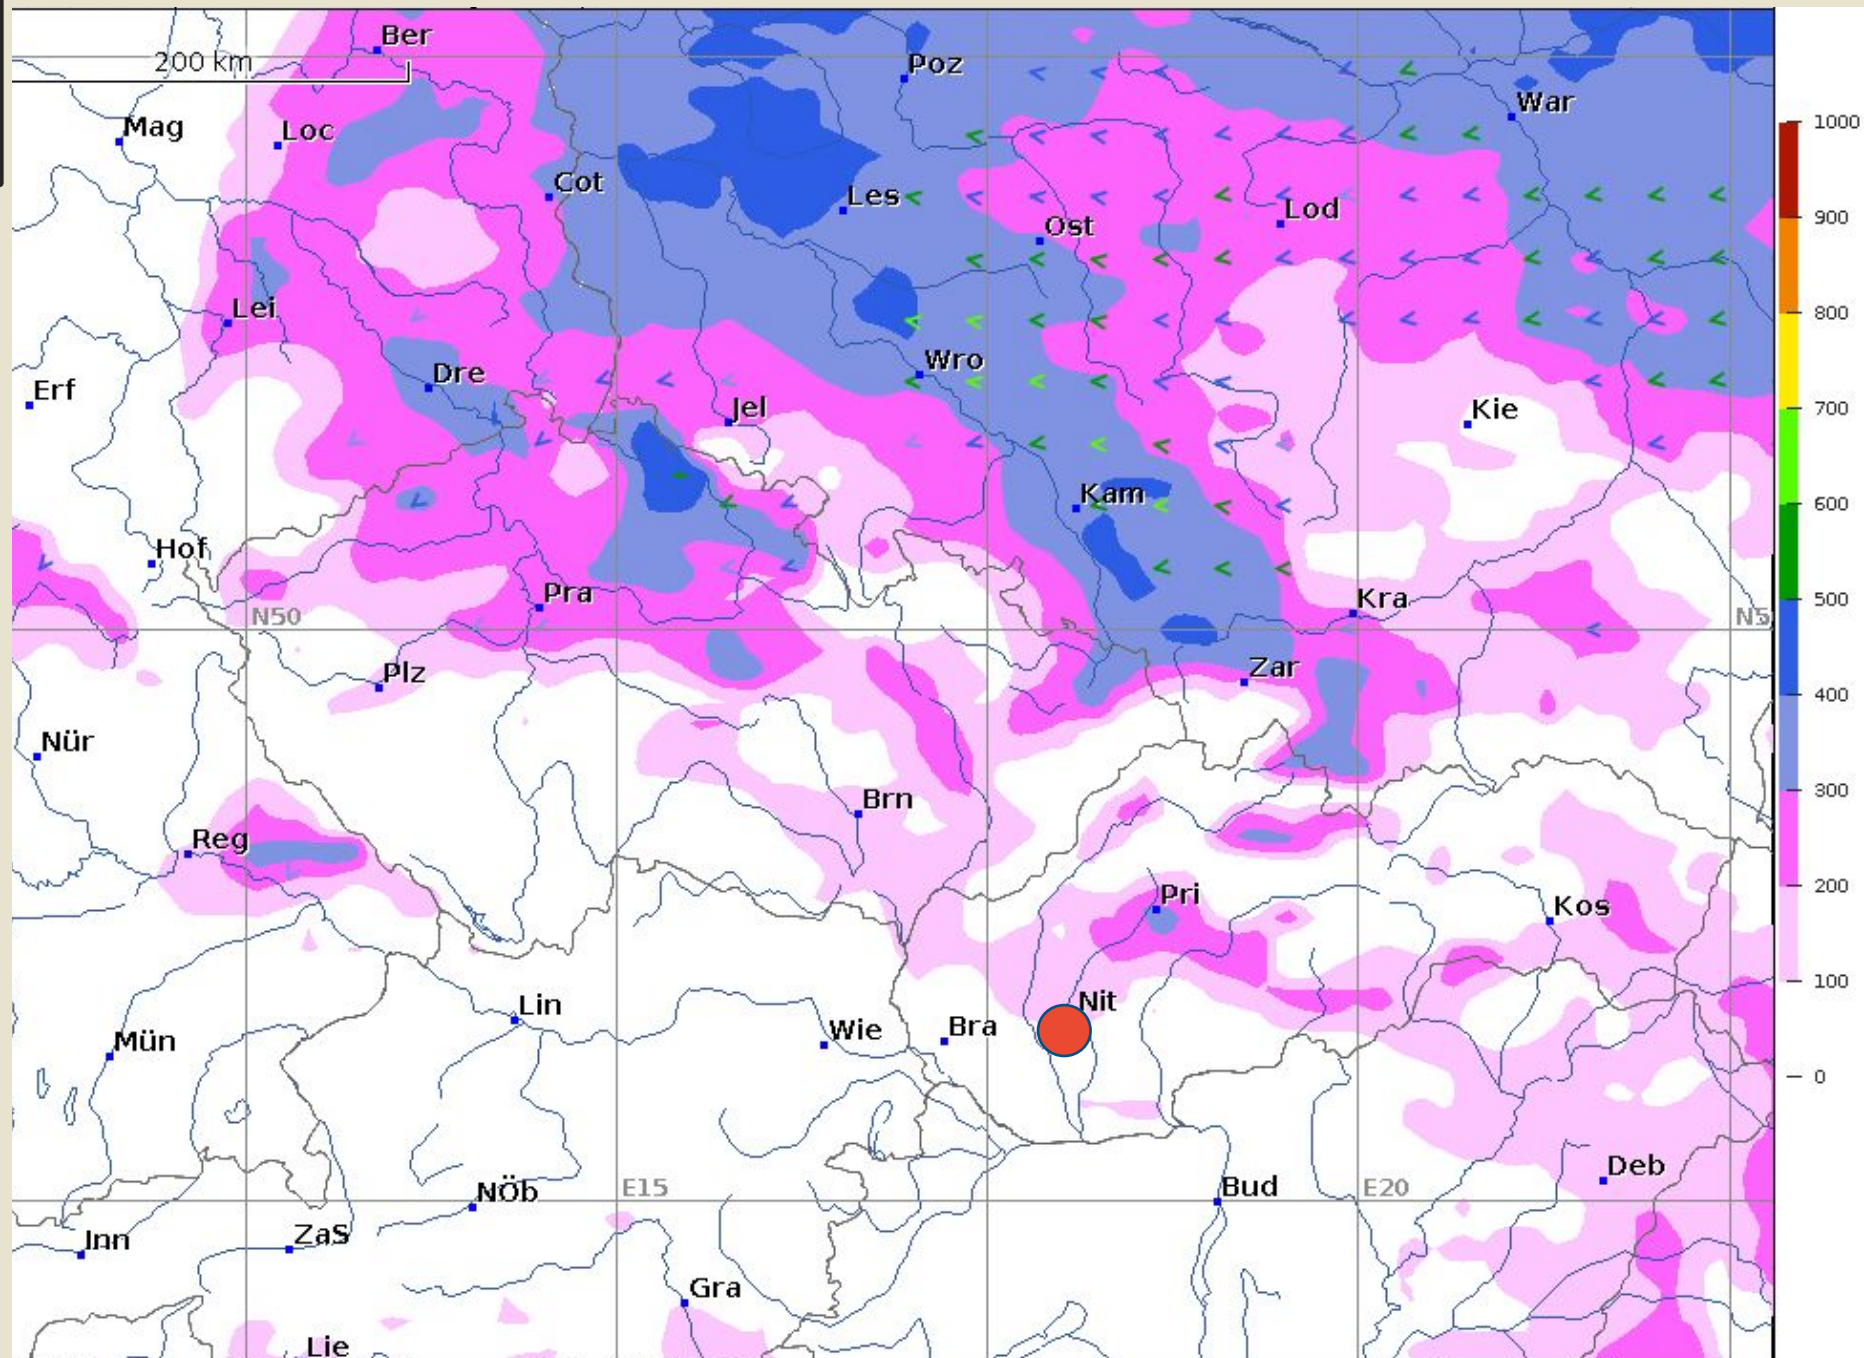 Ber
200 km
Poz
War
Mag
Loc
1000
Cot
Les
900
Lod
Ost
Lei
800
Wro
Dre
Erf
Jel
700
Kie
Kam
600
Hof
Pra
Kra
500
N50
N5
Zar
Plz
400
Nür
300
Brn
Reg
200
Pri
Kos
100
Nit
Lin
Bra
Wie
Mün
0
Deb
NÖb
E15
Bud
E20
Inn
ZaS
Gra
Lie